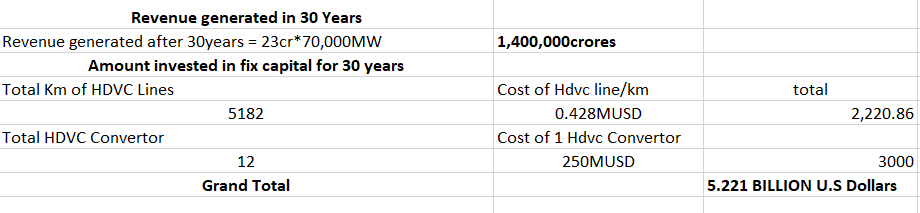 Revenue generated in 30 Years
Revenue generated after 30years = 23cr*70,000MW 1,400,000crores
Amount invested in fix capital for 30 years
Total Km of HDVC Lines Cost of Hdvc line/km total
5182 0.428MUSD 2,220.86
Total HDVC Convertor Cost of 1 Hdvc Convertor
12 250MUSD 3000
Grand Total 5.221 BILLION U.S Dollars